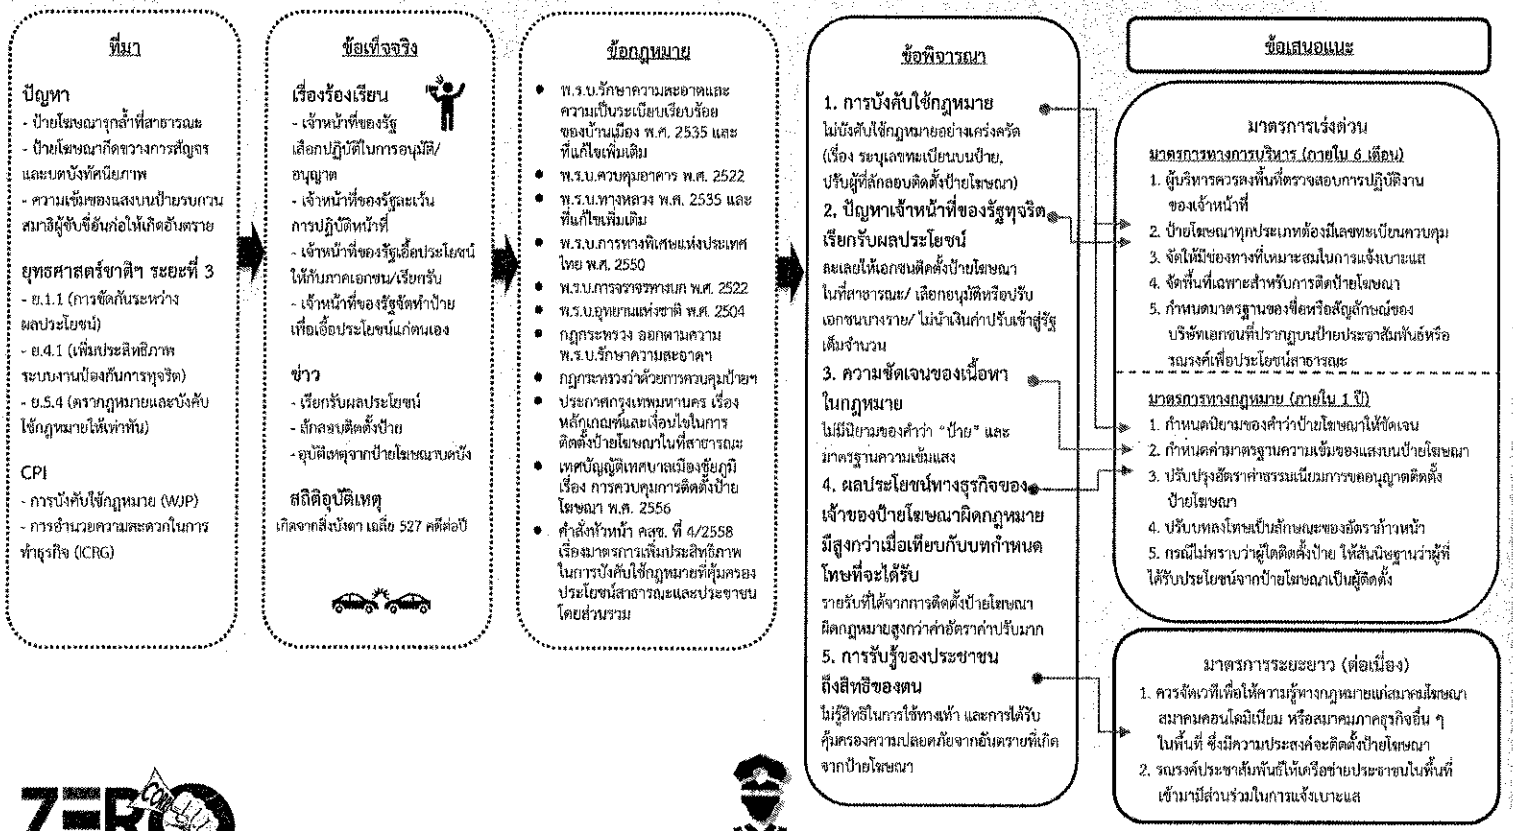 ที่มา
ปัญหา
- ป้ายโฆษณารุกล้ำที่สาธารณะ
- ป้ายโฆษณากีดขวางการสัญจร
และบดบังทัศนียภาพ
- ความเข้มของแสงบนป้ายรบกวน
สมาธิผู้ขับขี่อันก่อให้เกิดอันตราย
ยุทธศาสตร์ชาติฯ ระยะที่ 3
- ย.1.1 (การขัดกันระหว่าง
ผลประโยชน์)
- ย.4.1 (เพิ่มประสิทธิภาพ
ระบบงานป้องกันการทุจริต)
- ย.5.4 (ตรากฎหมายและบังคับ
ใช้กฎหมายให้เท่าทัน)
CPI
- การบังคับใช้กฎหมาย (WJP)
- การอำนวยความสะดวกในการ
ทำธุรกิจ (ICRG)
ข้อเท็จจริง
เรื่องร้องเรียน
- เจ้าหน้าที่ของรัฐ
เลือกปฏิบัติในการอนุมัติ/
อนุญาต
- เจ้าหน้าที่ของรัฐละเว้น
การปฏิบัติหน้าที่
- เจ้าหน้าที่ของรัฐเอื้อประโยชน์
ให้กับภาคเอกชน/เรียกรับ
- เจ้าหน้าที่ของรัฐจัดทำป้าย
เพื่อเอื้อประโยชน์แก่ตนเอง
ข่าว
- เรียกรับผลประโยชน์
- ลักลอบติดตั้งป้าย
- อุบัติเหตุจากป้ายโฆษณาบดบัง
สถิติอุบัติเหตุ
เกิดจากสิ่งบังตา เฉลี่ย 527 คดีต่อปี
ข้อกฎหมาย
● พ.ร.บ.รักษาความสะอาดและ
ความเป็นระเบียบเรียบร้อย
ของบ้านเมือง พ.ศ. 2535 และ
ที่แก้ไขเพิ่มเติม
● พ.ร.บ.ควบคุมอาคาร พ.ศ. 2522
● พ.ร.บ.ทางหลวง พ.ศ. 2535 และ
ที่แก้ไขเพิ่มเติม
● พ.ร.บ.การทางพิเศษแห่งประเทศ
ไทย พ.ศ. 2550
● พ.ร.บ.การจราจรทางบก พ.ศ. 2522
● พ.ร.บ.อุทยานแห่งชาติ พ.ศ. 2504
● กฎกระทรวง ออกตามความ
พ.ร.บ.รักษาความสะอาดฯ
● กฎกระทรวงว่าด้วยการควบคุมป้ายฯ
● ประกาศกรุงเทพมหานคร เรื่อง
หลักเกณฑ์และเงื่อนไขในการ
ติดตั้งป้ายโฆษณาในที่สาธารณะ
● เทศบัญญัติเทศบาลเมืองชัยภูมิ
เรื่อง การควบคุมการติดตั้งป้าย
โฆษณา พ.ศ. 2556
● คำสั่งหัวหน้า คสช. ที่ 4/2558
เรื่องมาตรการเพิ่มประสิทธิภาพ
ในการบังคับใช้กฎหมายที่คุ้มครอง
ประโยชน์สาธารณะและประชาชน
โดยส่วนรวม
ข้อพิจารณา
1. การบังคับใช้กฎหมาย
ไม่บังคับใช้กฎหมายอย่างเคร่งครัด
(เรื่อง ระบุเลขทะเบียนบนป้าย,
ปรับผู้ที่ลักลอบติดตั้งป้ายโฆษณา)
2. ปัญหาเจ้าหน้าที่ของรัฐทุจริต
เรียกรับผลประโยชน์
ละเลยให้เอกชนติดตั้งป้ายโฆษณา
ในที่สาธารณะ/ เลือกอนุมัติหรือปรับ
เอกชนบางราย/ ไม่นำเงินค่าปรับเข้าสู่รัฐ
เต็มจำนวน
3. ความชัดเจนของเนื้อหา
ในกฎหมาย
ไม่มีนิยามของคำว่า "ป้าย" และ
มาตรฐานความเข้มแสง
4. ผลประโยชน์ทางธุรกิจของ
เจ้าของป้ายโฆษณาผิดกฎหมาย
มีสูงกว่าเมื่อเทียบกับบทกำหนด
โทษที่จะได้รับ
รายรับที่ได้จากการติดตั้งป้ายโฆษณา
ผิดกฎหมายสูงกว่าค่าอัตราค่าปรับมาก
5. การรับรู้ของประชาชน
ถึงสิทธิของตน
ไม่รู้สิทธิในการใช้ทางเท้า และการได้รับ
คุ้มครองความปลอดภัยจากอันตรายที่เกิด
จากป้ายโฆษณา
ข้อเสนอแนะ
มาตรการเร่งด่วน
มาตรการทางการบริหาร (ภายใน 6 เดือน)
1. ผู้บริหารควรลงพื้นที่ตรวจสอบการปฏิบัติงาน
ของเจ้าหน้าที่
2. ป้ายโฆษณาทุกประเภทต้องมีเลขทะเบียนควบคุม
3. จัดให้มีช่องทางที่เหมาะสมในการแจ้งเบาะแส
4. จัดพื้นที่เฉพาะสำหรับการติดป้ายโฆษณา
5. กำหนดมาตรฐานของชื่อหรือสัญลักษณ์ของ
บริษัทเอกชนที่ปรากฏบนป้ายประชาสัมพันธ์หรือ
รณรงค์เพื่อประโยชน์สาธารณะ
มาตรการทางกฎหมาย (ภายใน 1 ปี)
1. กำหนดนิยามของคำว่าป้ายโฆษณาให้ชัดเจน
2. กำหนดค่ามาตรฐานความเข้มของแสงบนป้ายโฆษณา
3. ปรับปรุงอัตราค่าธรรมเนียมการขออนุญาตติดตั้ง
ป้ายโฆษณา
4. ปรับบทลงโทษเป็นลักษณะของอัตราก้าวหน้า
5. กรณีไม่ทราบว่าผู้ใดติดตั้งป้าย ให้สันนิษฐานว่าผู้ที่
ได้รับประโยชน์จากป้ายโฆษณาเป็นผู้ติดตั้ง
มาตรการระยะยาว (ต่อเนื่อง)
1. ควรจัดเวทีเพื่อให้ความรู้ทางกฎหมายแก่สมาคมโฆษณา
สมาคมคอนโดมิเนียม หรือสมาคมภาคธุรกิจอื่น ๆ
ในพื้นที่ ซึ่งมีความประสงค์จะติดตั้งป้ายโฆษณา
2. รณรงค์ประชาสัมพันธ์ให้เครือข่ายประชาชนในพื้นที่
เข้ามามีส่วนร่วมในการแจ้งเบาะแส
ZERO